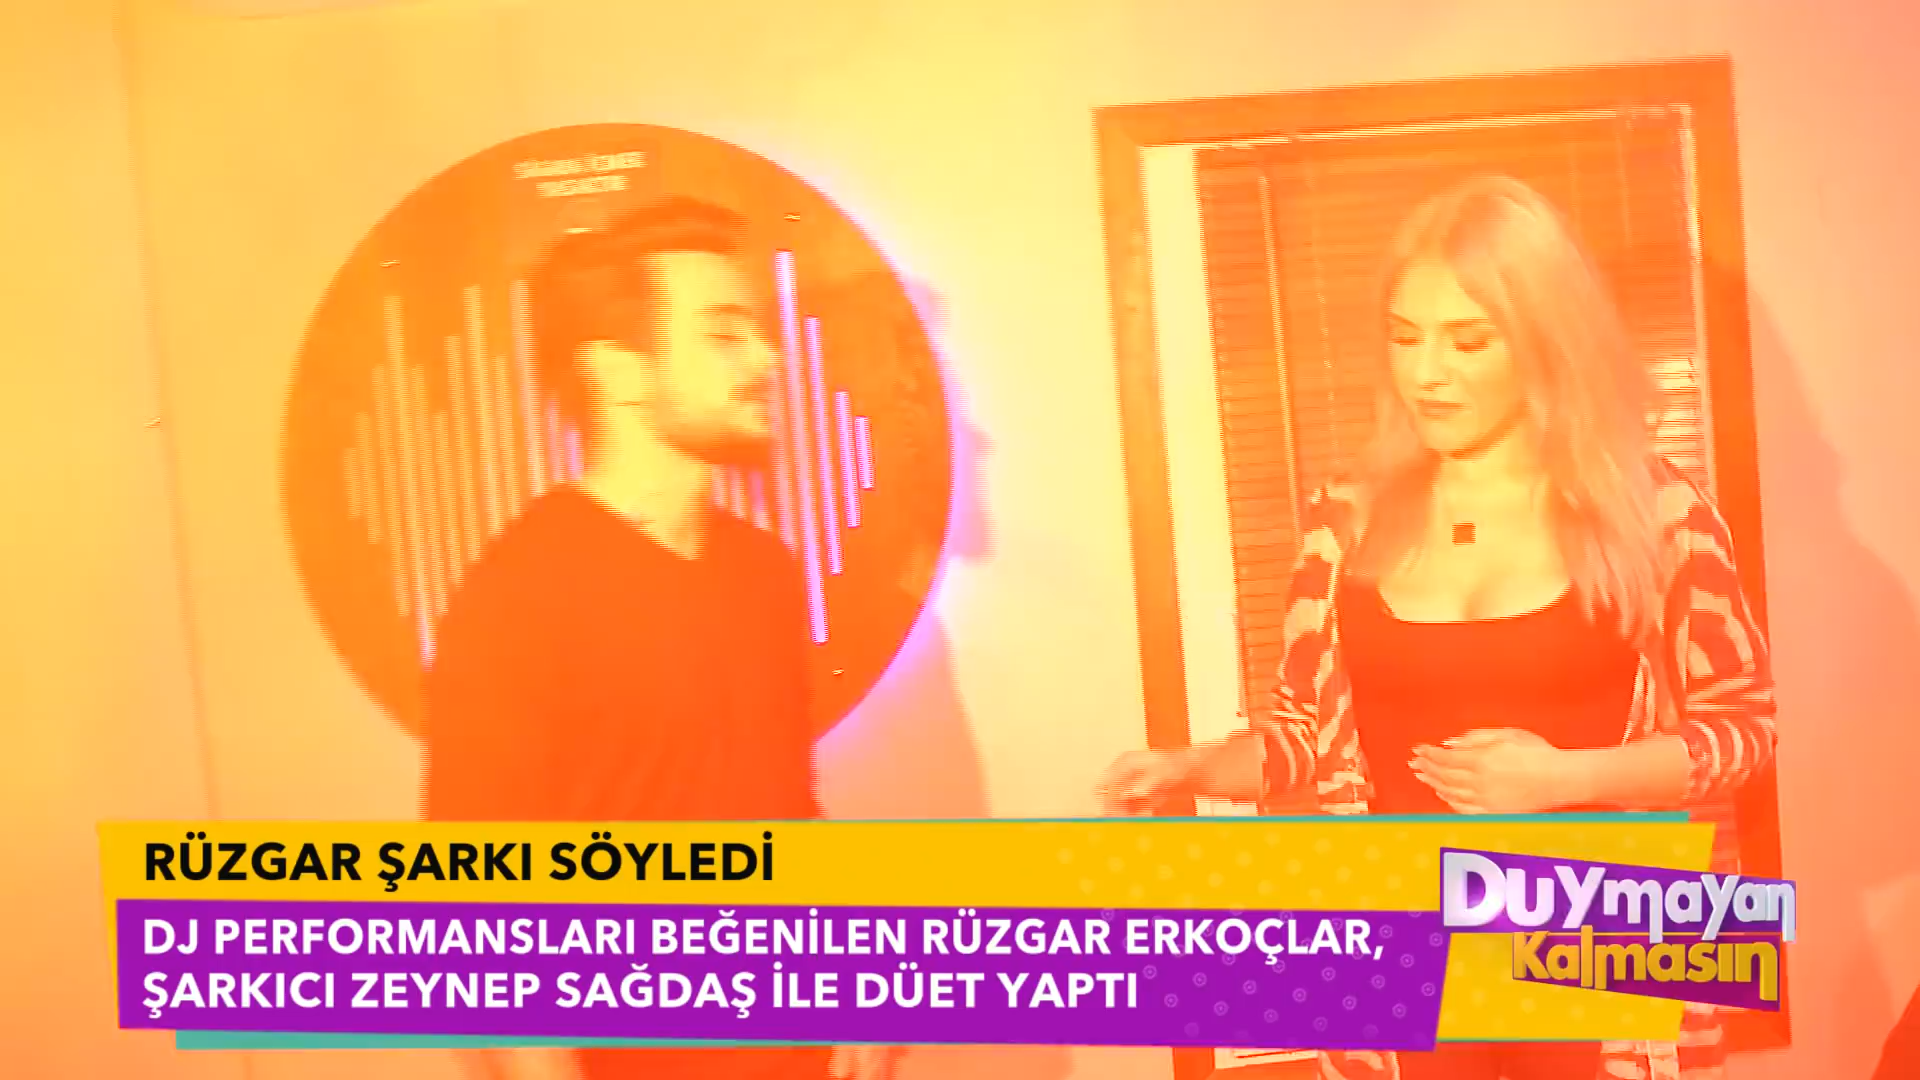 RÜZGAR ŞARKI SÖYLEDİ
DJ PERFORMANSLARI BEĞENİLEN RÜZGAR ERKOÇLAR,
ŞARKICI ZEYNEP SAĞDAŞ İLE DÜET YAPTI
Duymayan
Kalmasın